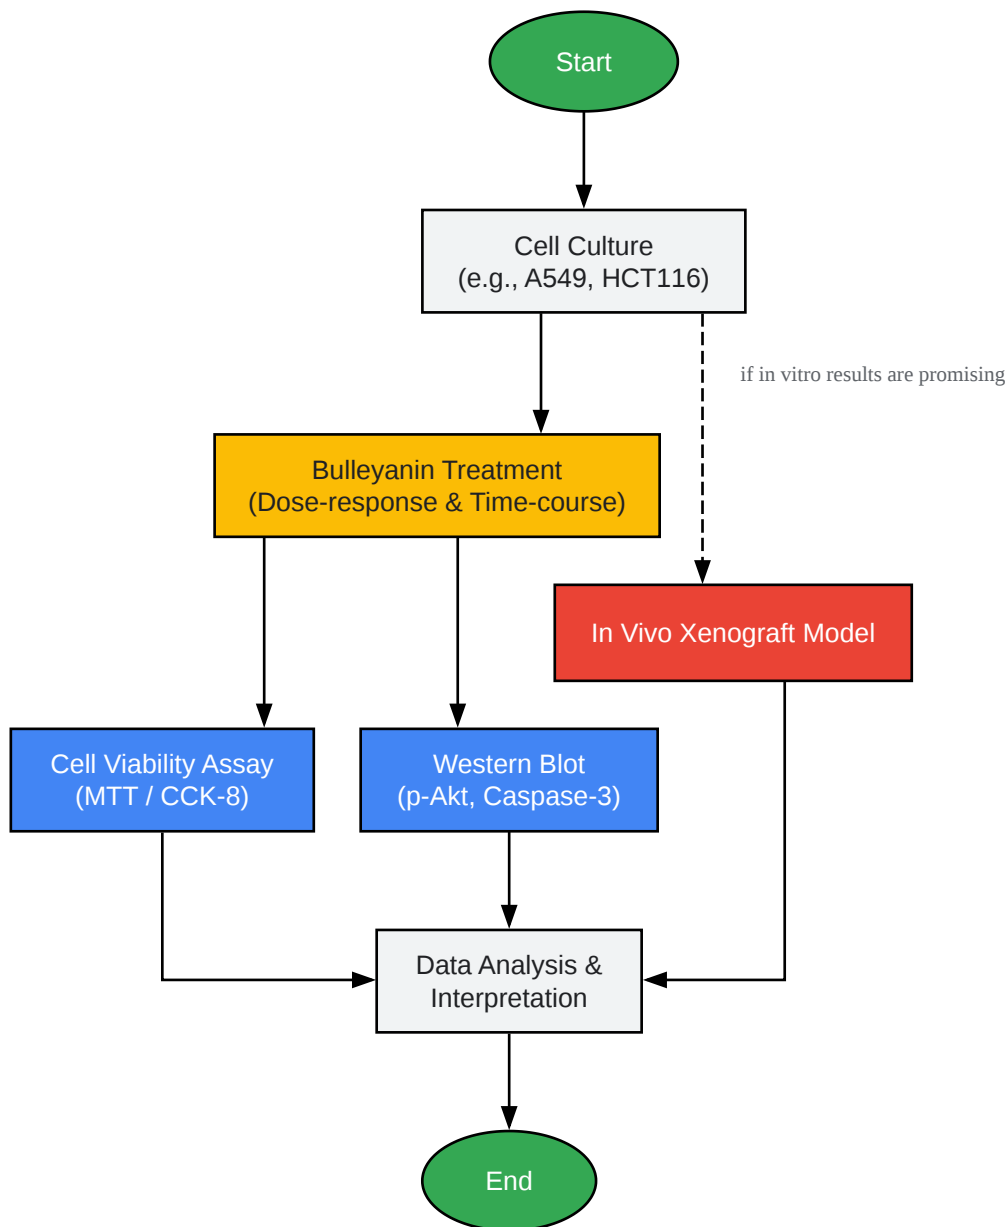 Start
Cell Culture
(e.g., A549, HCT116)
if in vitro results are promising
Bulleyanin Treatment
(Dose-response & Time-course)
In Vivo Xenograft Model
Cell Viability Assay
(MTT / CCK-8)
Western Blot
(p-Akt, Caspase-3)
Data Analysis &
Interpretation
End